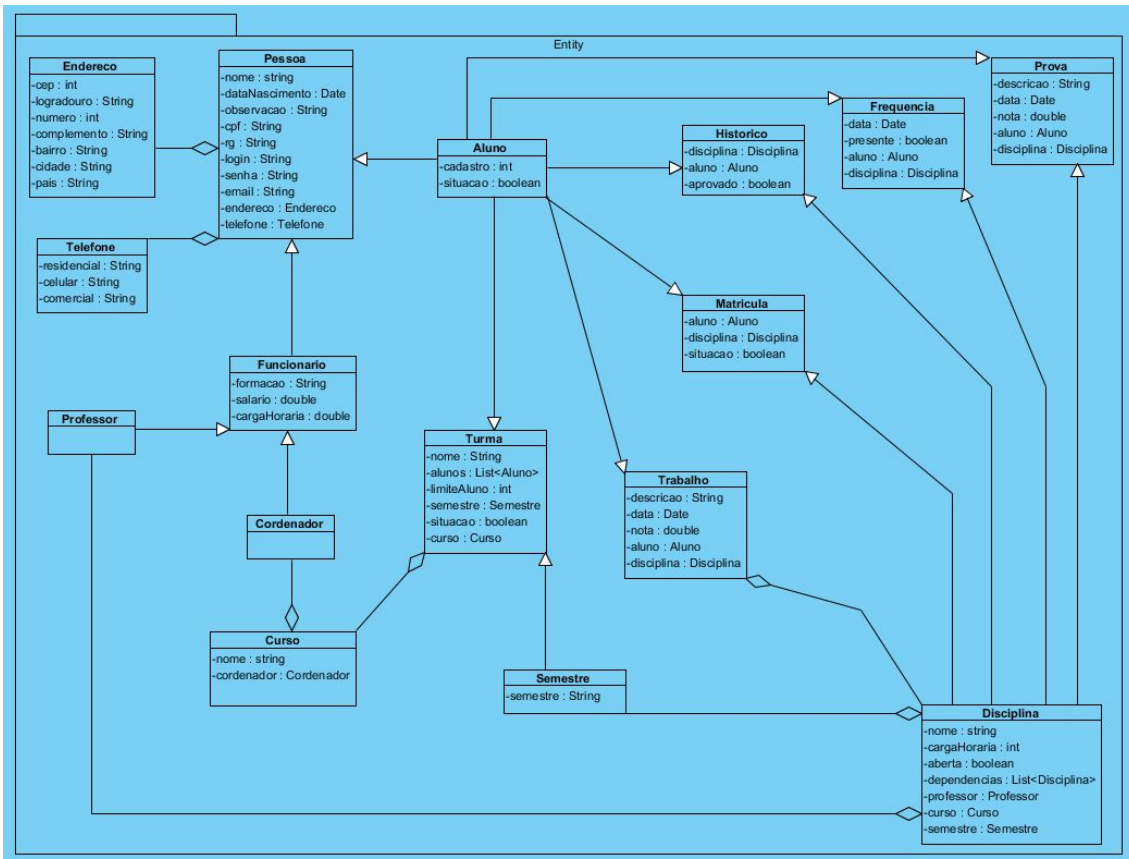 Entity
Endereco
-cep : int
-logradouro : String
-numero : int
-complemento : String
-bairro : String
-cidade : String
-pais : String
Pessoa
-nome : string
-dataNascimento : Date
-observacao : String
-cpf : String
-rg : String
-login : String
-senha : String
-email : String
-endereco : Endereco
-telefone : Telefone
Telefone
-residencial : String
-celular : String
-comercial : String
Aluno
-cadastro : int
-situacao : boolean
Historico
-disciplina : Disciplina
-aluno : Aluno
-aprovado : boolean
Frequencia
-data : Date
-presente : boolean
-aluno : Aluno
-disciplina : Disciplina
Prova
-descricao : String
-data : Date
-nota : double
-aluno : Aluno
-disciplina : Disciplina
Matricula
-aluno : Aluno
-disciplina : Disciplina
-situacao : boolean
Funcionario
-formacao : String
-salario : double
-cargaHoraria : double
Professor
Cordenador
Turma
-nome : String
-alunos : List<Aluno>
-limiteAluno : int
-semestre : Semestre
-situacao : boolean
-curso : Curso
Trabalho
-descricao : String
-data : Date
-nota : double
-aluno : Aluno
-disciplina : Disciplina
Curso
-nome : string
-cordenador : Cordenador
Semestre
-semestre : String
Disciplina
-nome : string
-cargaHoraria : int
-aberta : boolean
-dependencias : List<Disciplina>
-professor : Professor
-curso : Curso
-semestre : Semestre